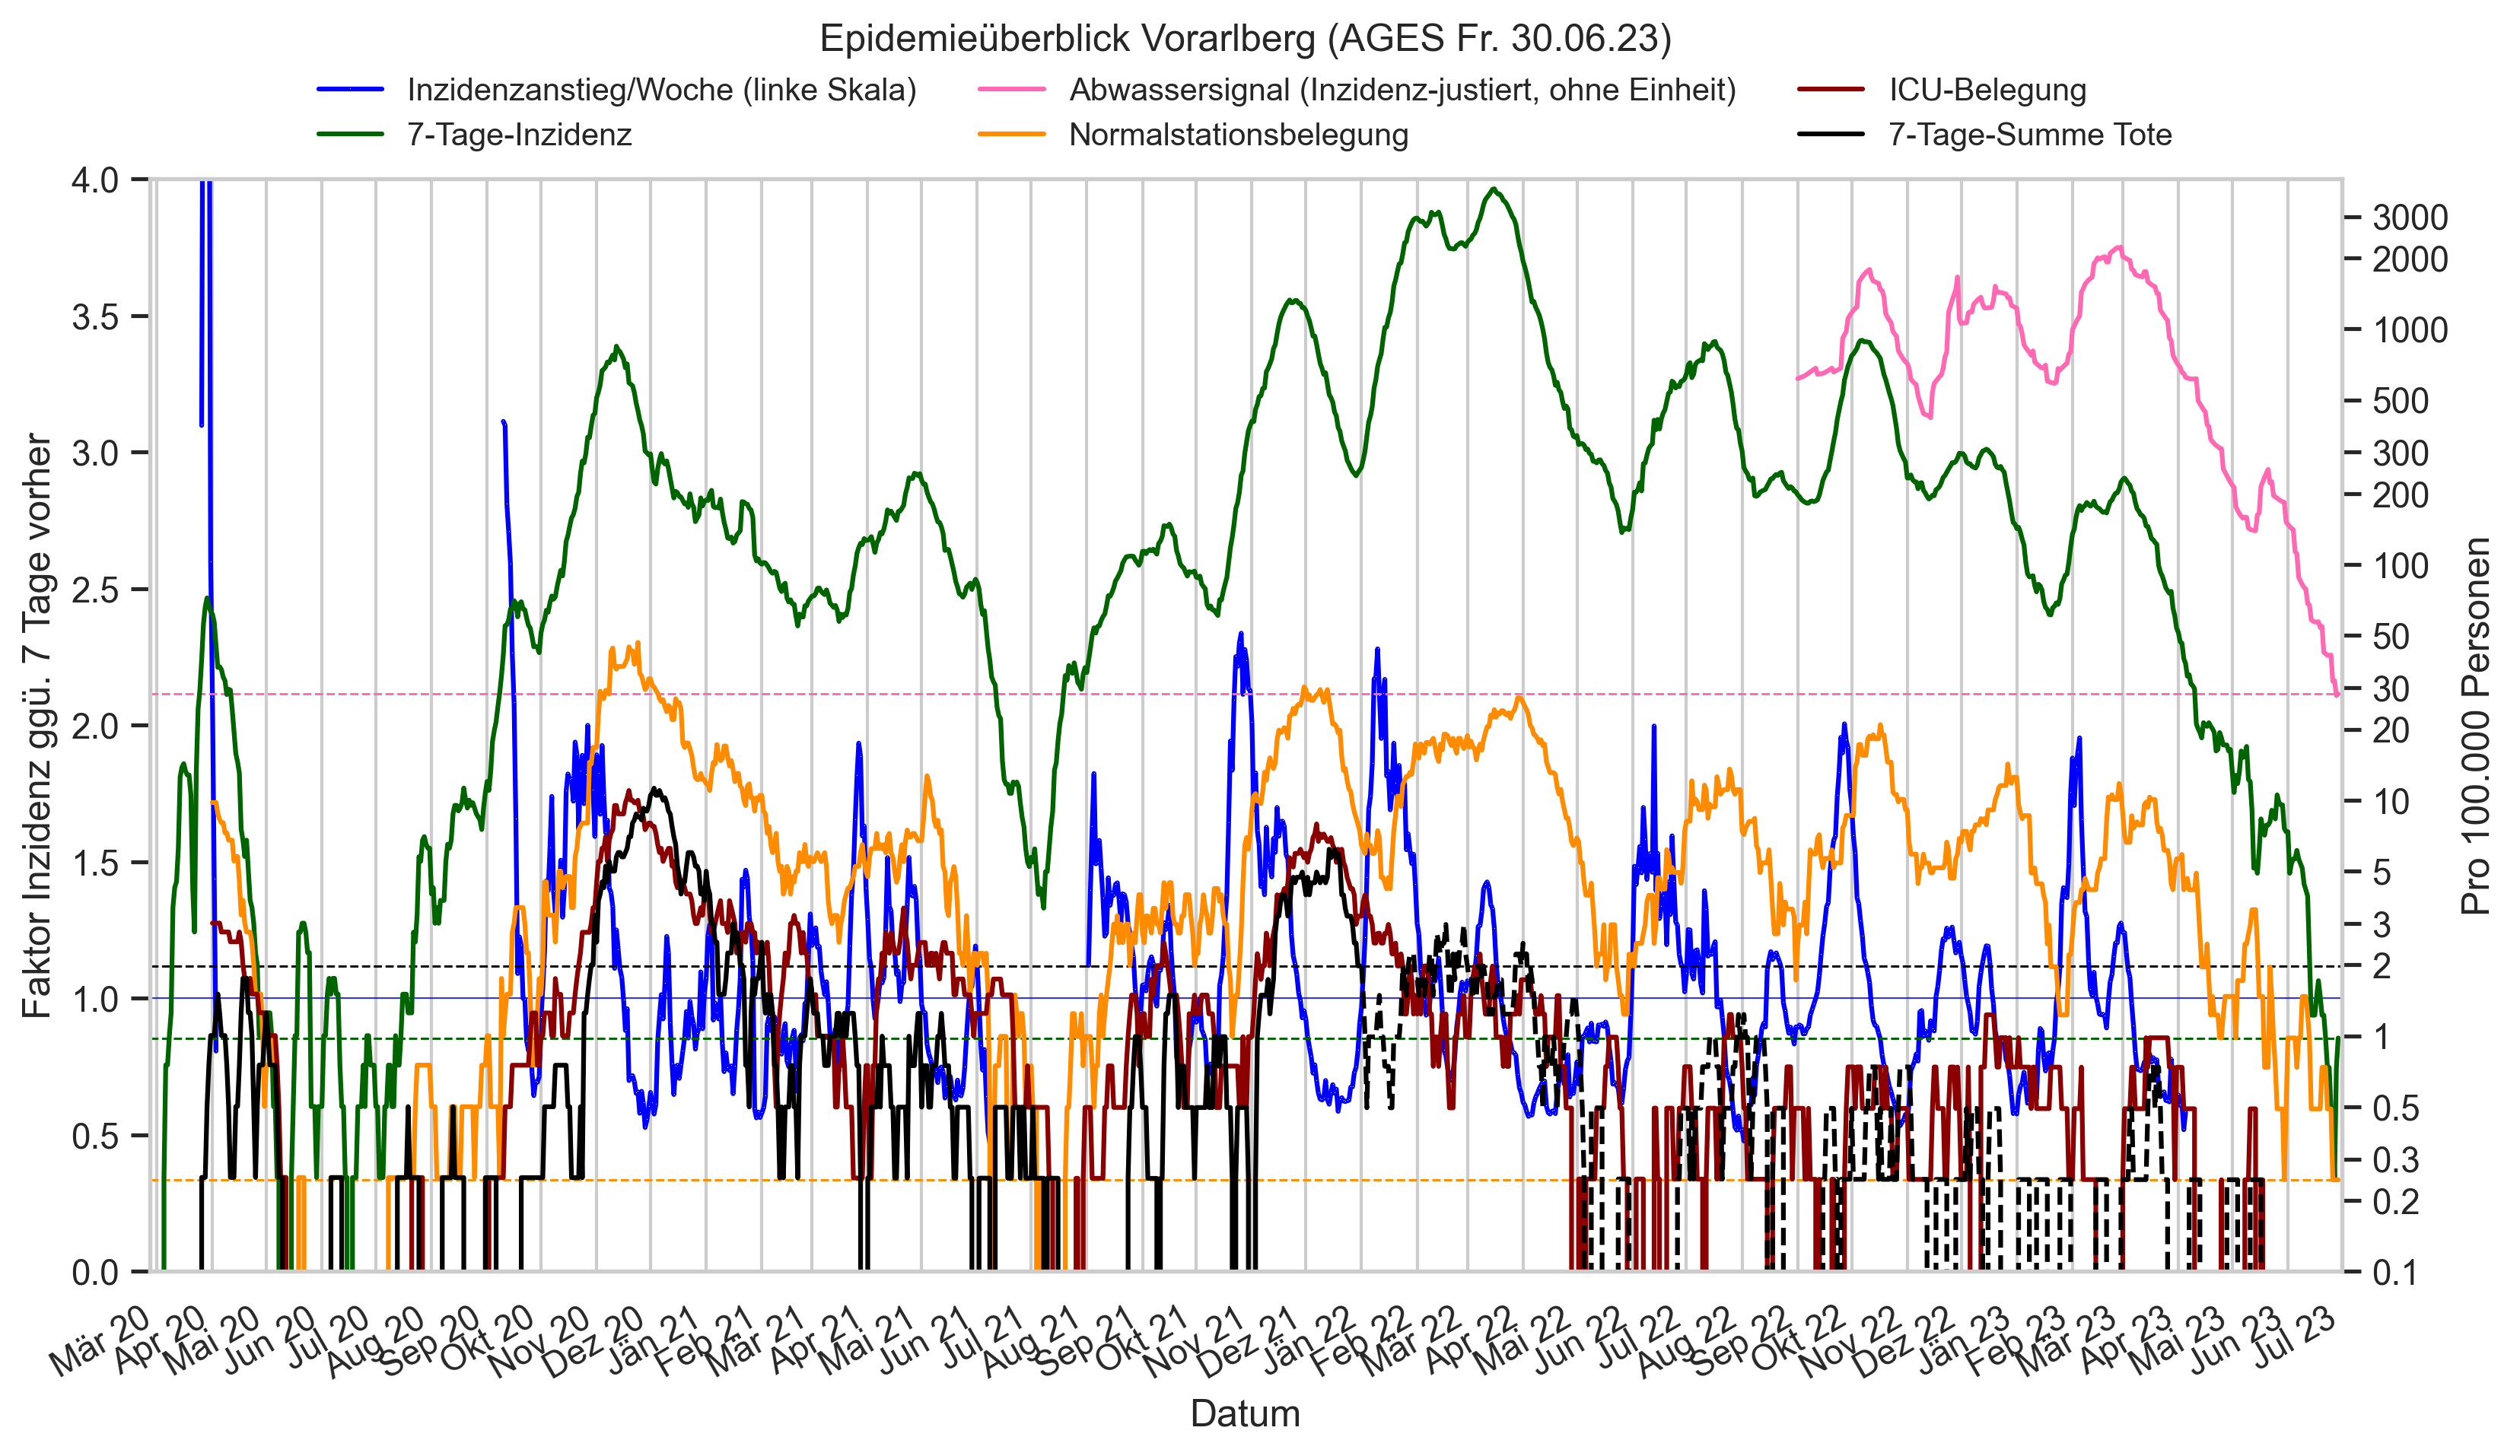 Epidemieüberblick Vorarlberg (AGES Fr. 30.06.23)
Inzidenzanstieg/Woche (linke Skala)
7-Tage-Inzidenz
Abwassersignal (Inzidenz-justiert, ohne Einheit)
Normalstationsbelegung
ICU-Belegung
7-Tage-Summe Tote
Faktor Inzidenz ggü. 7 Tage vorher
4.0
3.5
3.0
2.5
2.0
1.5
1.0
0.5
0.0
3000
2000
1000
500
300
200
100
50
30
20
10
5
3
2
1
0.5
0.3
0.2
0.1
Pro 100.000 Personen
Mär 20
Apr 20
Mai 20
Jun 20
Jul 20
Aug 20
Sep 20
Okt 20
Nov 20
Dez 20
Jän 21
Feb 21
Mär 21
Apr 21
Mai 21
Jun 21
Jul 21
Aug 21
Sep 21
Okt 21
Nov 21
Dez 21
Jän 22
Feb 22
Mär 22
Apr 22
Mai 22
Jun 22
Jul 22
Aug 22
Sep 22
Okt 22
Nov 22
Dez 22
Jän 23
Feb 23
Mär 23
Apr 23
Mai 23
Jun 23
Jul 23
Datum